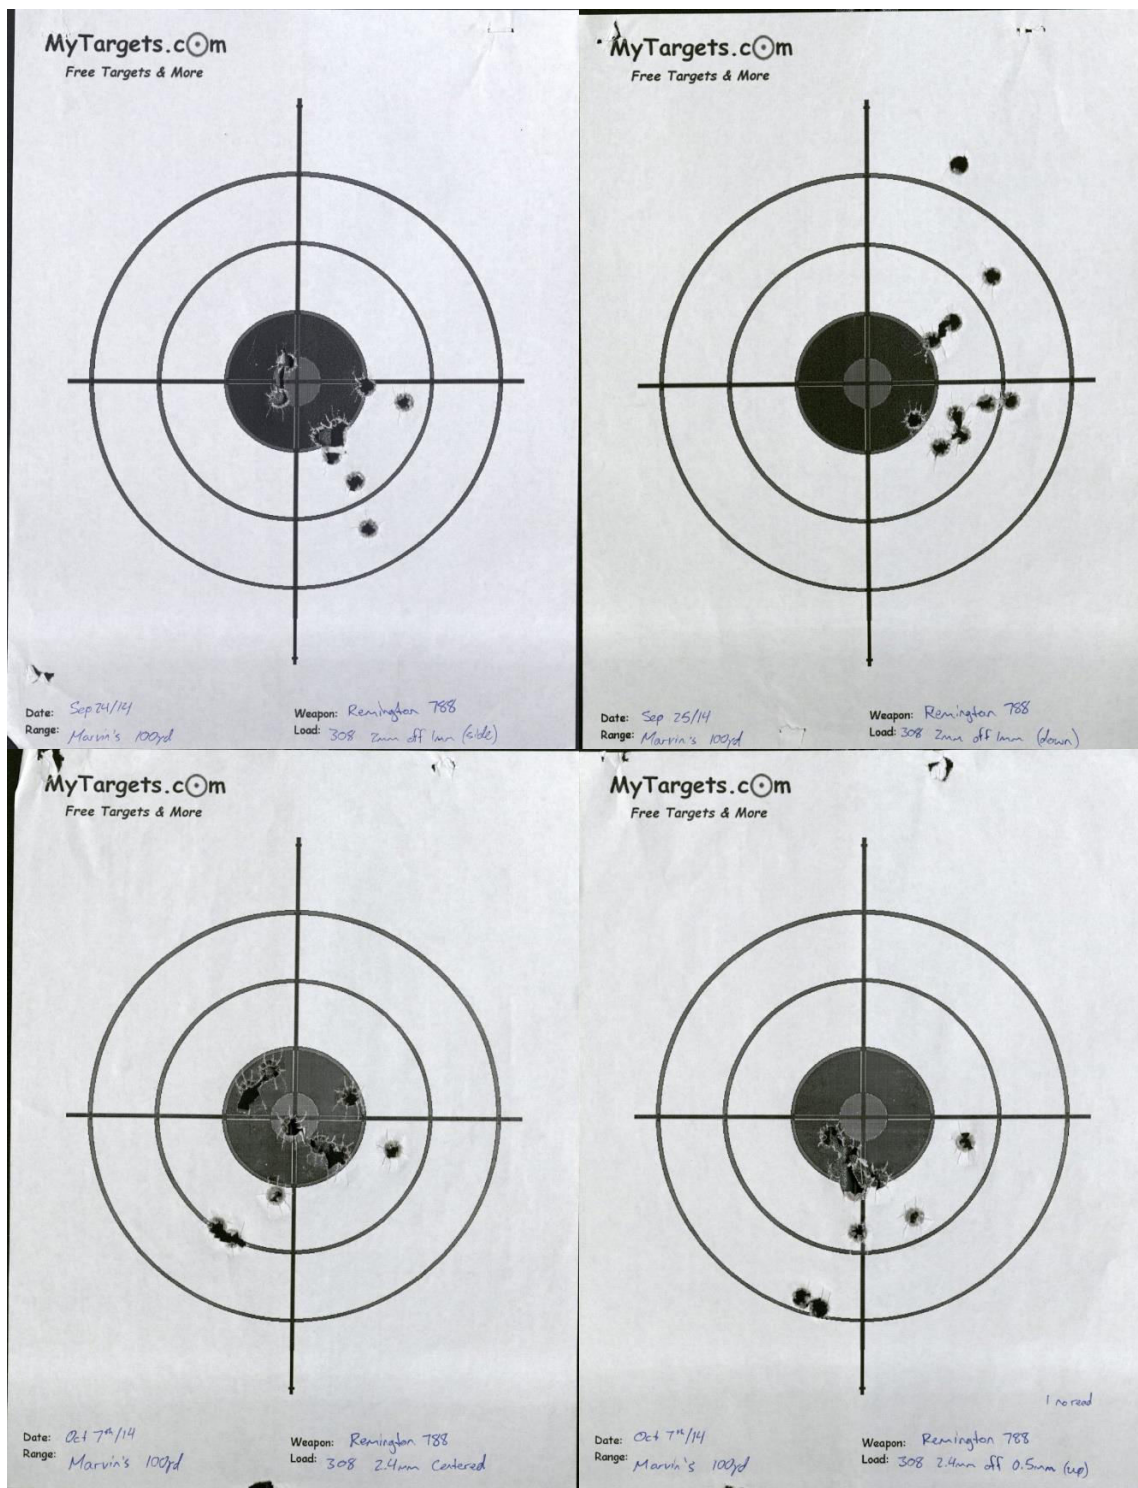 MyTargets.com
Free Targets & More
Date: Sep 24/14
Range: Marvin's 100yd
Weapon: Remington 788
Load: 308 2mm off 1mm (side)
MyTargets.com
Free Targets & More
Date: Sep 25/14
Range: Marvin's 100yd
Weapon: Remington 788
Load: 308 2mm off 1mm (down)
MyTargets.com
Free Targets & More
Date: Oct 7th/14
Range: Marvin's 100yd
Weapon: Remington 788
Load: 308 2.4mm Centered
MyTargets.com
Free Targets & More
1 no read
Date: Oct 7th/14
Range: Marvin's 100yd
Weapon: Remington 788
Load: 308 2.4mm off 0.5mm (up)